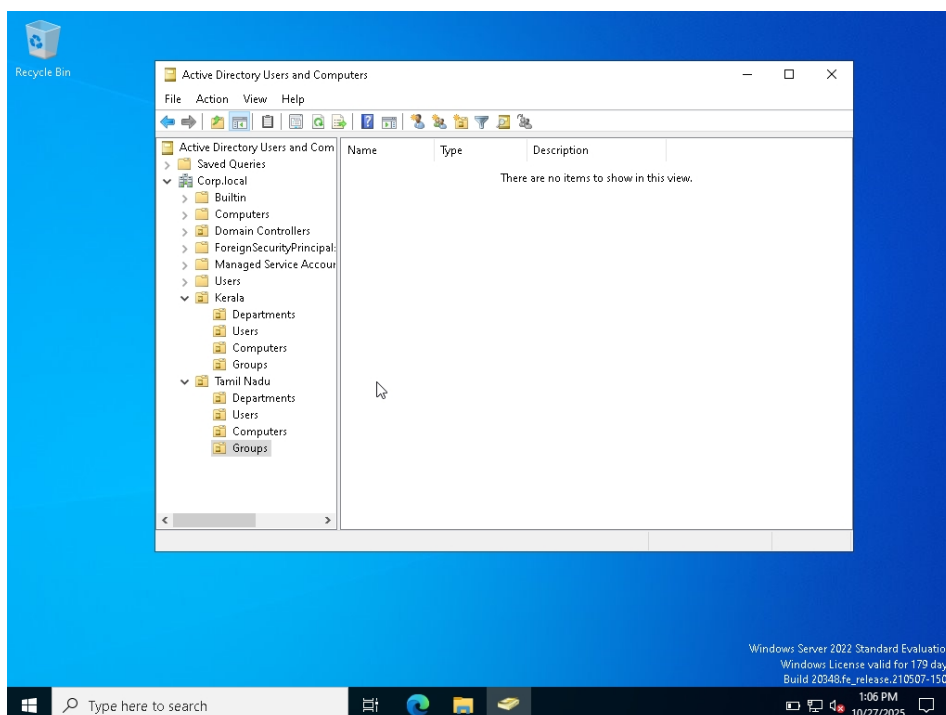 Recycle Bin
Active Directory Users and Computers
File Action View Help
Active Directory Users and Com
Saved Queries
Corp.local
Builtin
Computers
Domain Controllers
ForeignSecurityPrincipal:
Managed Service Accour
Users
Kerala
Departments
Users
Computers
Groups
Tamil Nadu
Departments
Users
Computers
Groups
Name Type Description
There are no items to show in this view.
Windows Server 2022 Standard Evaluatio
Windows License valid for 179 day
Build 20348.fe_release.210507-150
Type here to search
1:06 PM
10/27/2025